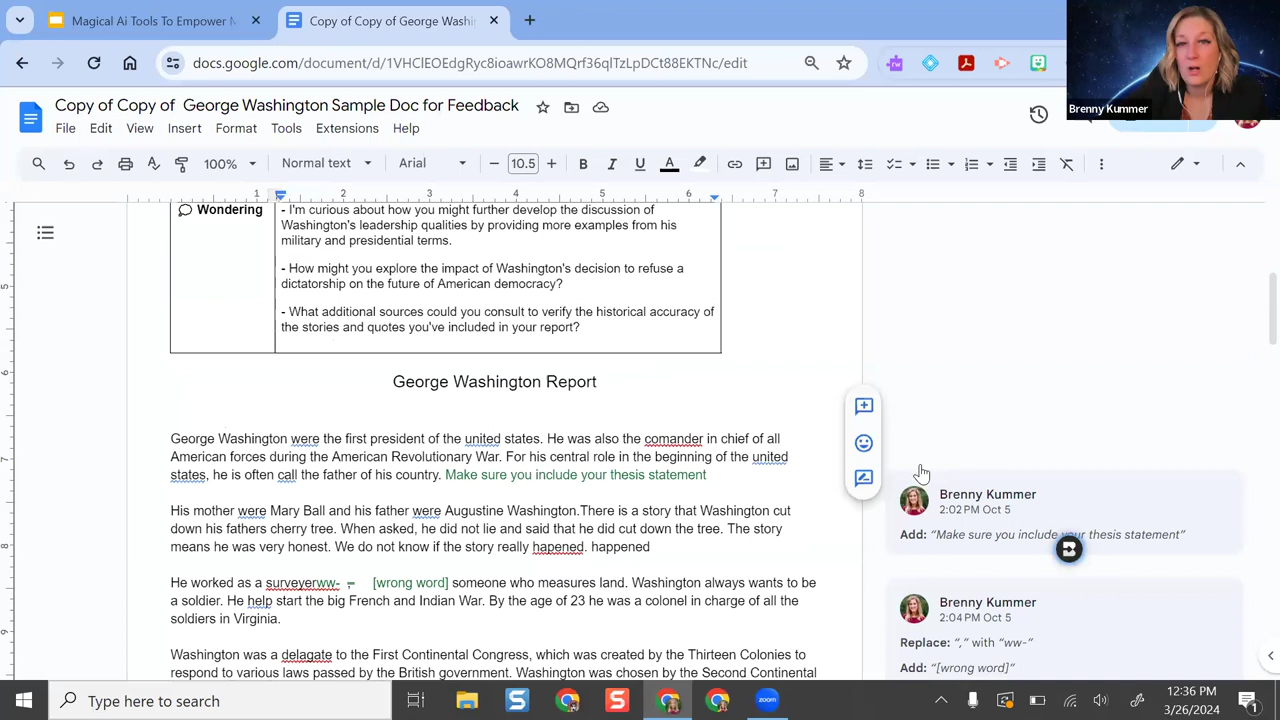 Magical Ai Tools To Empower
Copy of Copy of George Washin
docs.google.com/document/d/1VHClEOEdgRyc8ioawrKO8MQrf36qlTzLpDCt88EKTNc/edit
Brenny Kummer
Copy of Copy of  George Washington Sample Doc for Feedback
File Edit View Insert Format Tools Extensions Help
100% Normal text Arial 10.5
1 2 3 4 5 6 7 8
Wondering
- I'm curious about how you might further develop the discussion of
Washington's leadership qualities by providing more examples from his
military and presidential terms.
- How might you explore the impact of Washington's decision to refuse a
dictatorship on the future of American democracy?
- What additional sources could you consult to verify the historical accuracy of
the stories and quotes you've included in your report?
George Washington Report
George Washington were the first president of the united states. He was also the comander in chief of all
American forces during the American Revolutionary War. For his central role in the beginning of the united
states, he is often call the father of his country. Make sure you include your thesis statement
His mother were Mary Ball and his father were Augustine Washington.There is a story that Washington cut
down his fathers cherry tree. When asked, he did not lie and said that he did cut down the tree. The story
means he was very honest. We do not know if the story really hapened. happened
He worked as a surveyerww- , [wrong word] someone who measures land. Washington always wants to be
a soldier. He help start the big French and Indian War. By the age of 23 he was a colonel in charge of all the
soldiers in Virginia.
Washington was a delagate to the First Continental Congress, which was created by the Thirteen Colonies to
respond to various laws passed by the British government. Washington was chosen by the Second Continental
5
6
7
8
9
Brenny Kummer
2:02 PM Oct 5
Add: "Make sure you include your thesis statement"
Brenny Kummer
2:04 PM Oct 5
Replace: "," with "ww-"
Add: "[wrong word]"
Type here to search
zoom
12:36 PM
3/26/2024
1